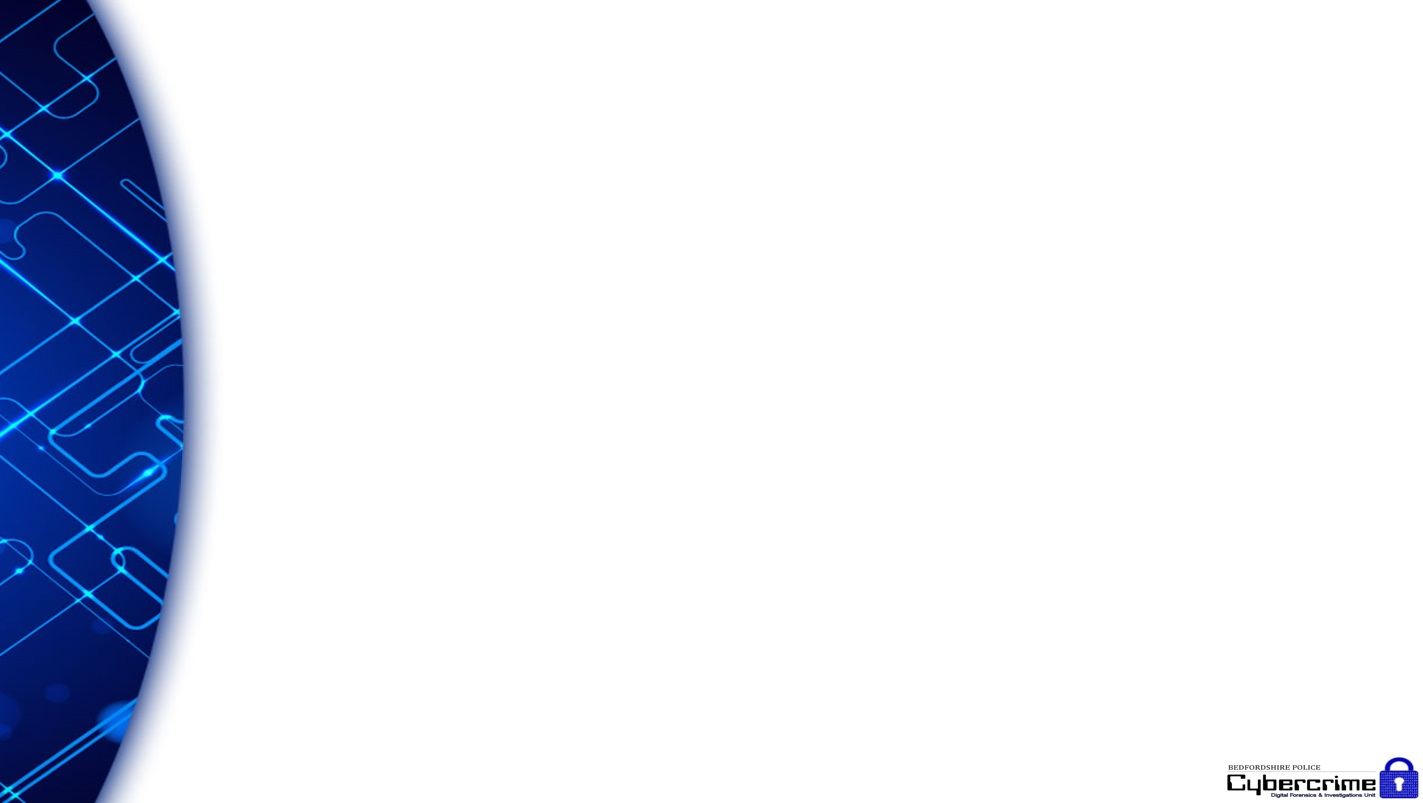 BEDFORDSHIRE POLICE
Cybercrime
Digital Forensics & Investigations Unit